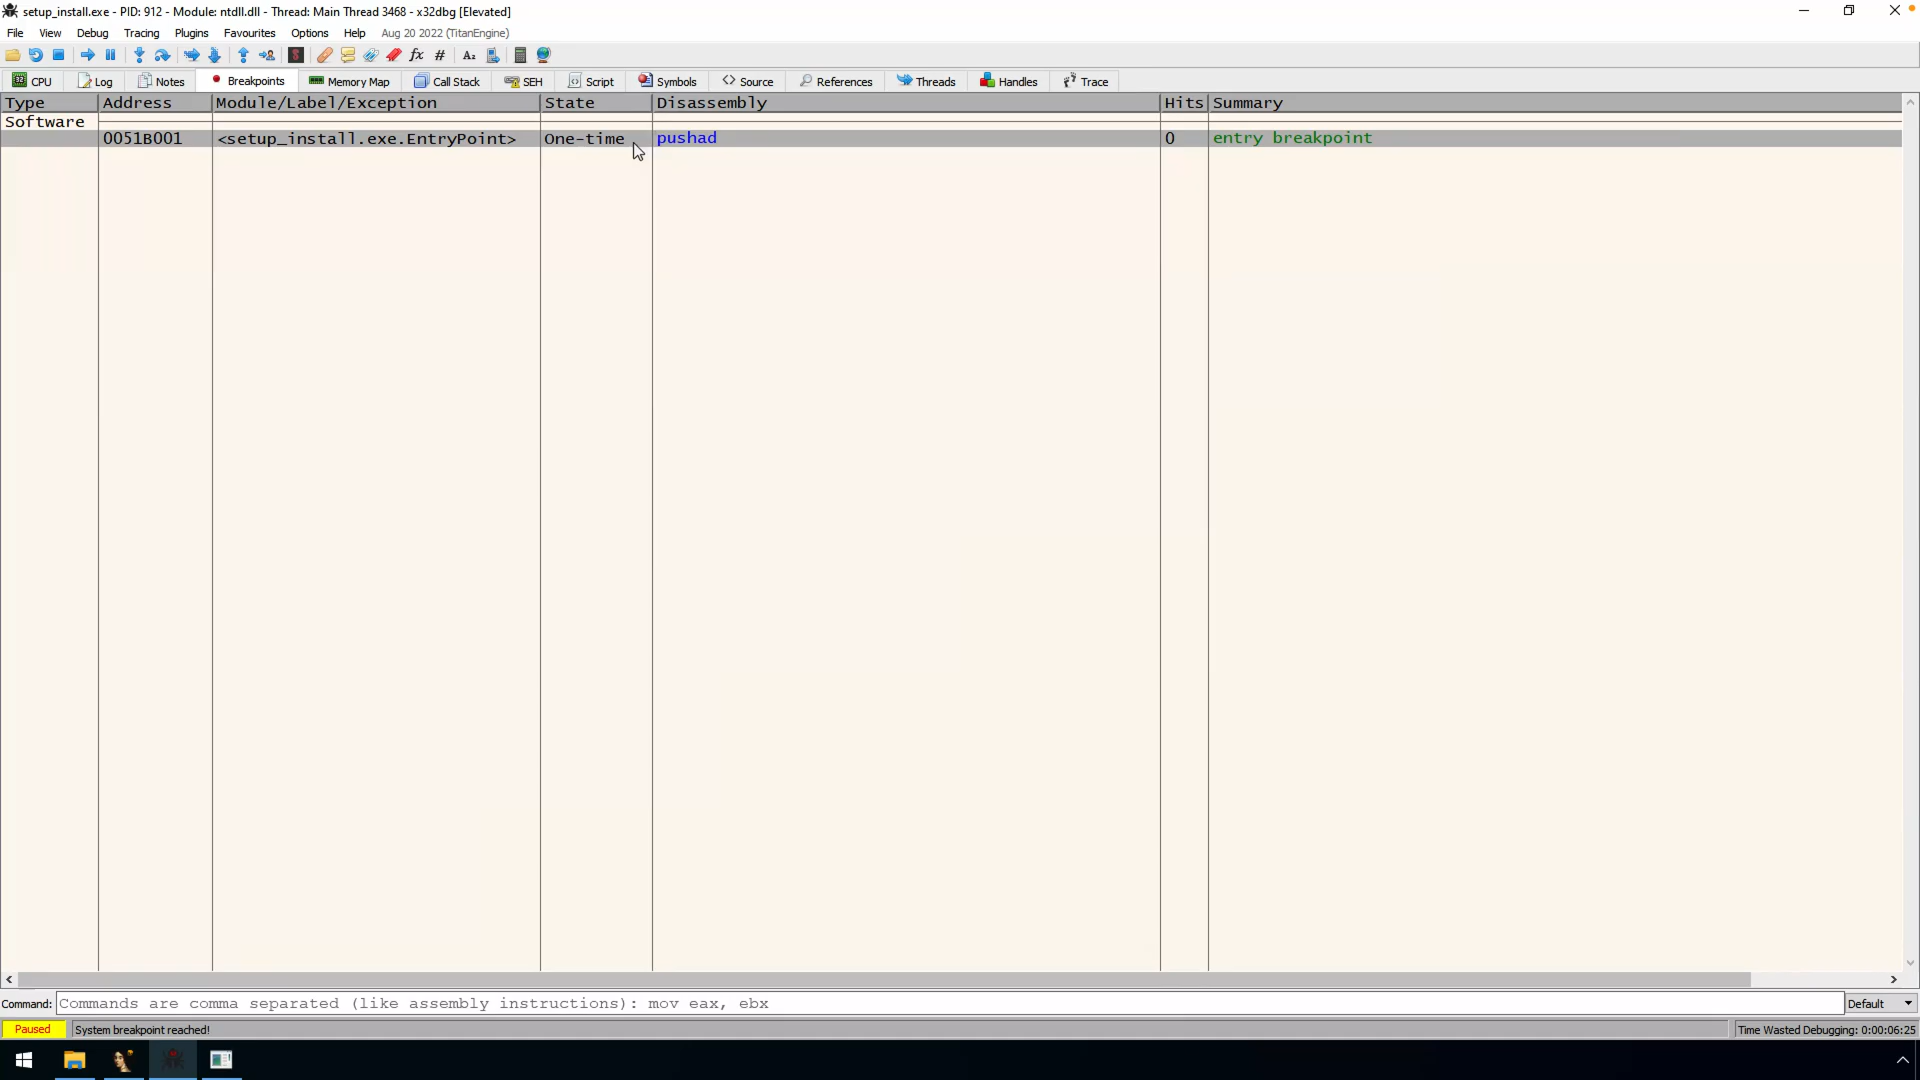 setup_install.exe - PID: 912 - Module: ntdll.dll - Thread: Main Thread 3468 - x32dbg [Elevated]
File View Debug Tracing Plugins Favourites Options Help Aug 20 2022 (TitanEngine)
CPU Log Notes Breakpoints Memory Map Call Stack SEH Script Symbols Source References Threads Handles Trace
Type Address Module/Label/Exception State Disassembly Hits Summary
Software
0051B001 <setup_install.exe.EntryPoint> One-time pushad 0 entry breakpoint
Command: Commands are comma separated (like assembly instructions): mov eax, ebx Default
Paused System breakpoint reached! Time Wasted Debugging: 0:00:06:25